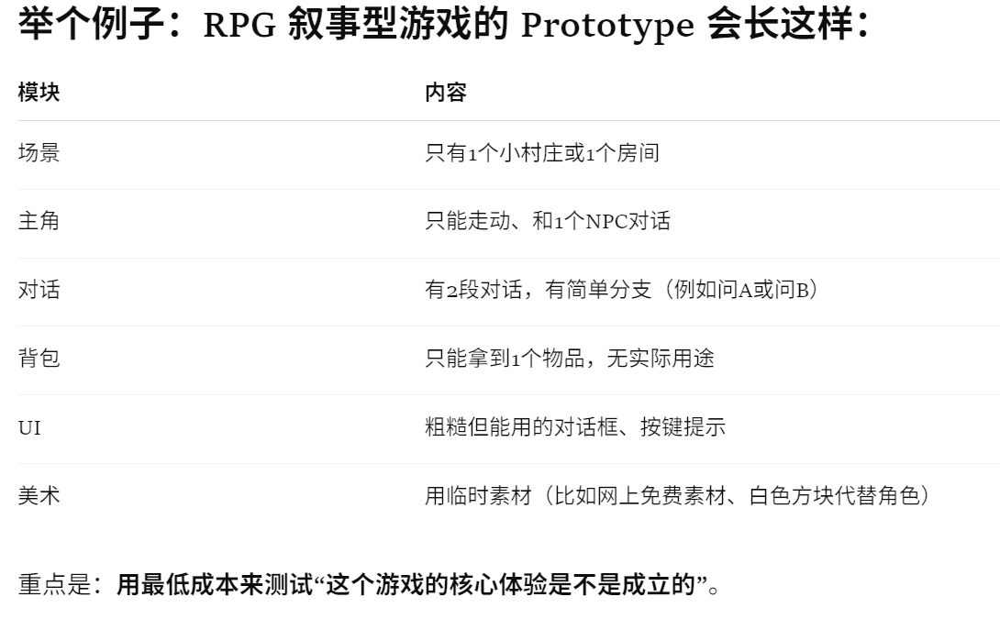 举个例子：RPG 叙事型游戏的 Prototype 会长这样：
模块 内容
场景 只有1个小村庄或1个房间
主角 只能走动、和1个NPC对话
对话 有2段对话，有简单分支（例如问A或问B）
背包 只能拿到1个物品，无实际用途
UI 粗糙但能用的对话框、按键提示
美术 用临时素材（比如网上免费素材、白色方块代替角色）
重点是：用最低成本来测试“这个游戏的核心体验是不是成立的”。